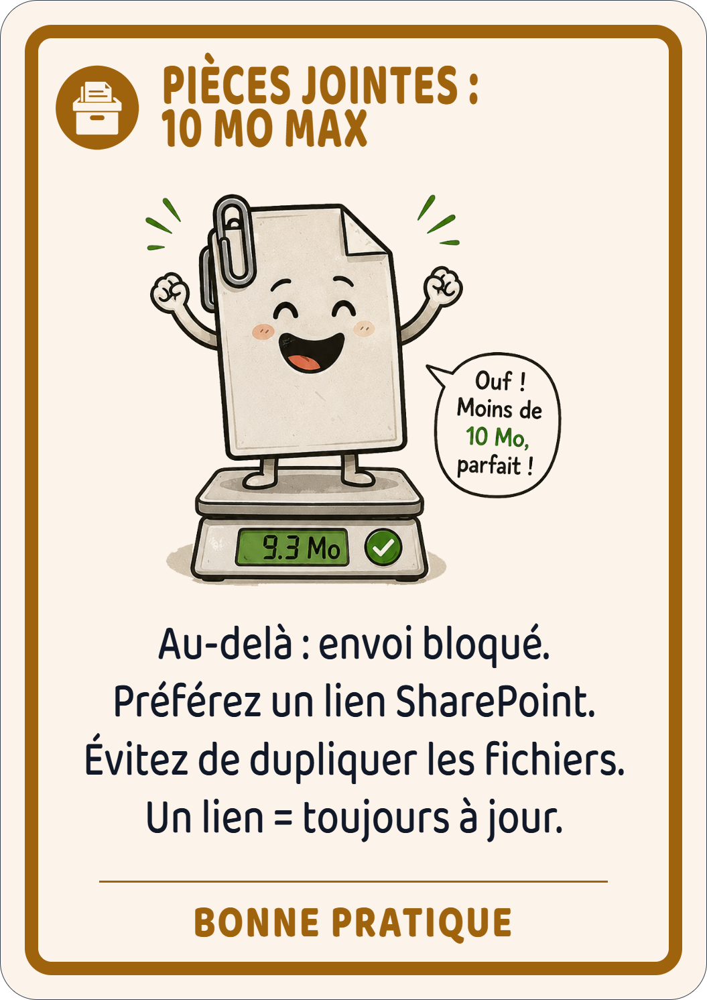 PIÈCES JOINTES :
10 MO MAX
Ouf !
Moins de
10 Mo,
parfait !
9.3 Mo
Au-delà : envoi bloqué.
Préférez un lien SharePoint.
Évitez de dupliquer les fichiers.
Un lien = toujours à jour.
BONNE PRATIQUE